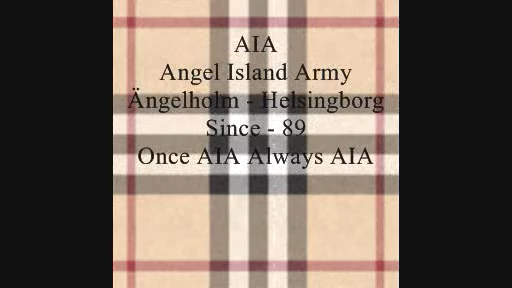 AIA
Angel Island Army
Ängelholm - Helsingborg
Since - 89
Once AIA Always AIA